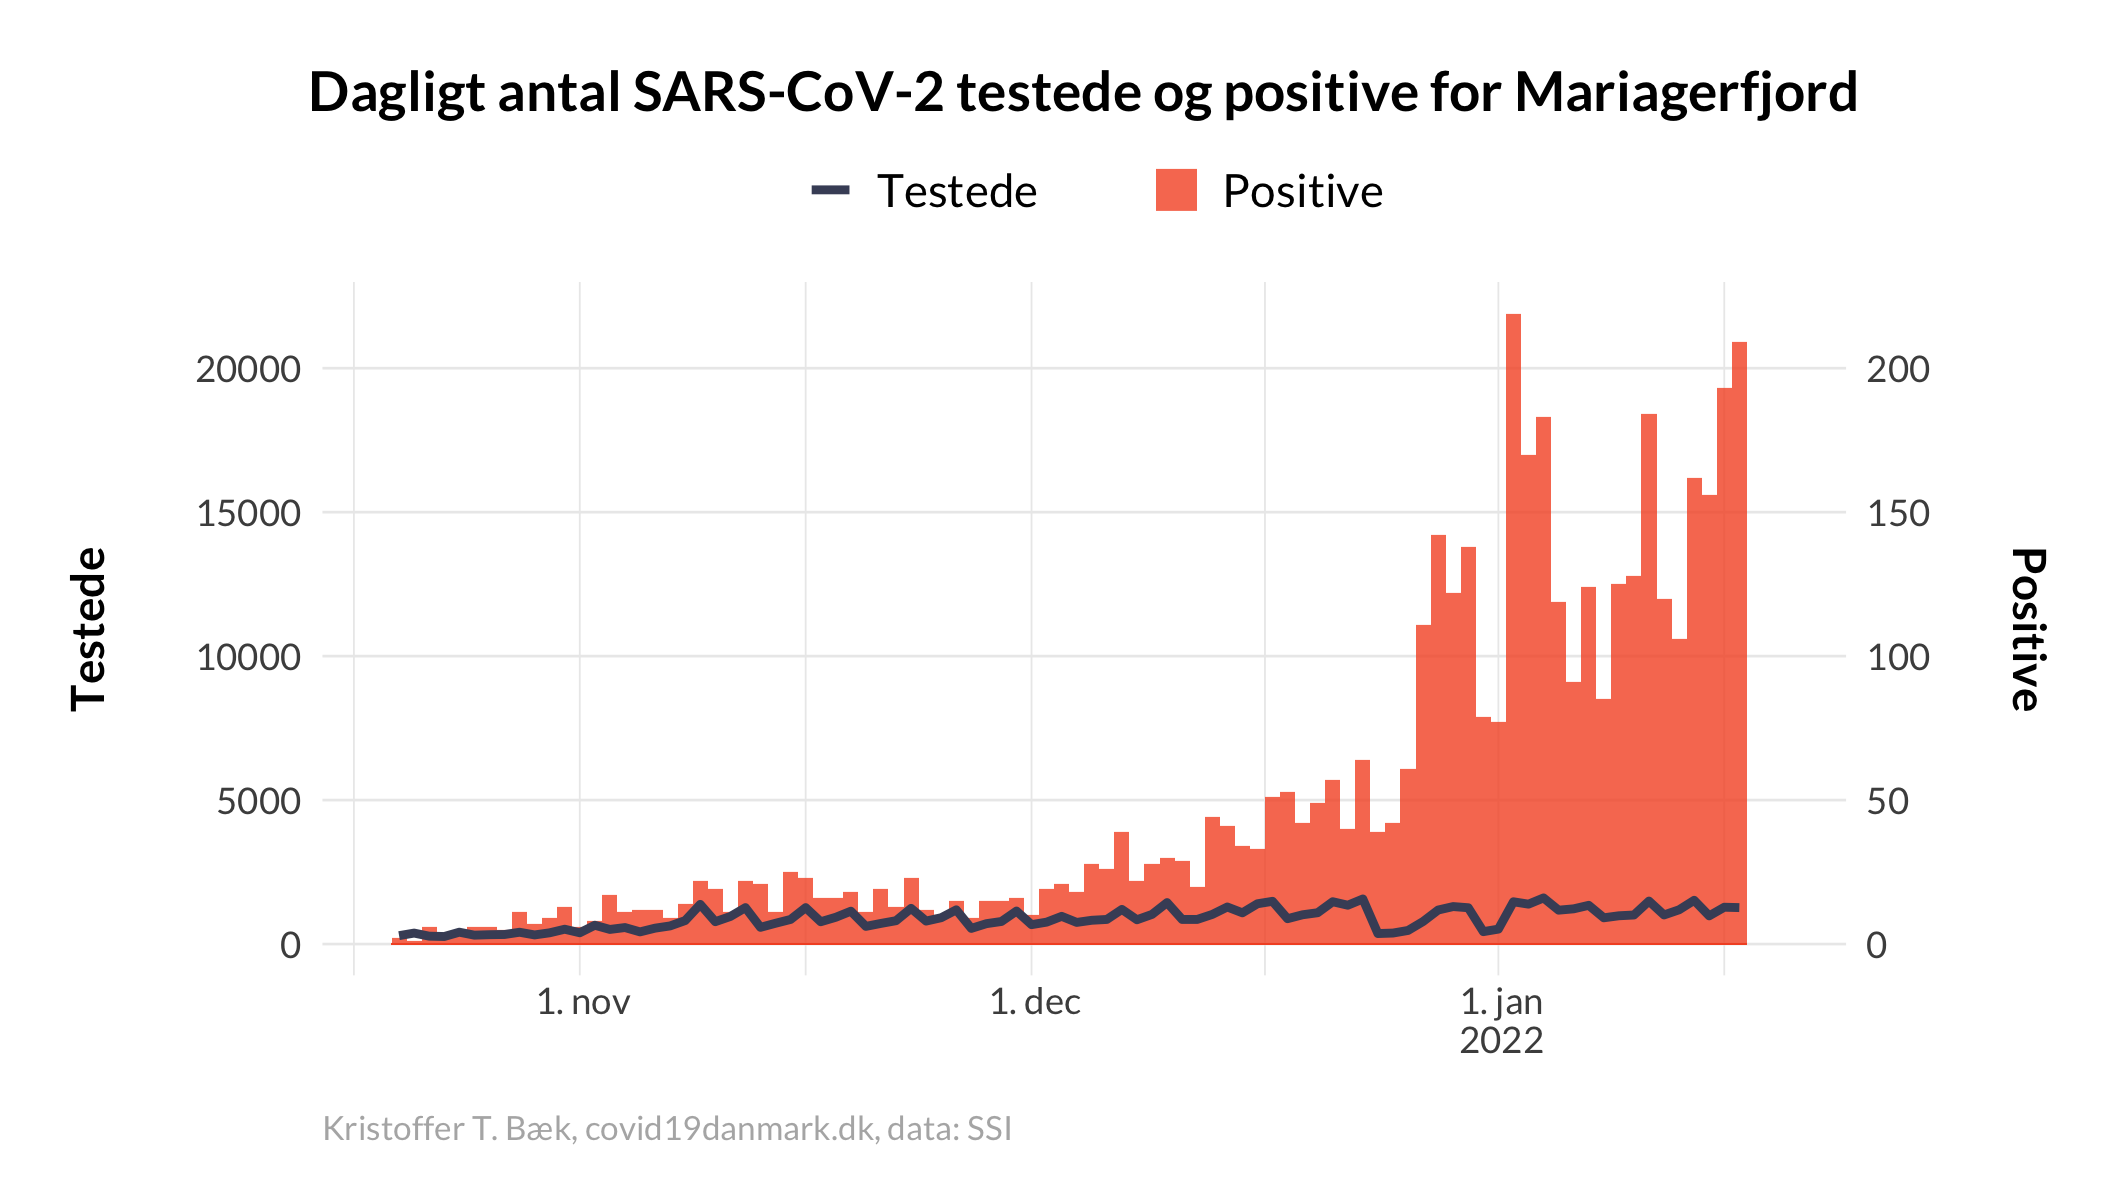 Dagligt antal SARS-CoV-2 testede og positive for Mariagerfjord
Testede
Positive
20000
15000
10000
5000
0
Testede
200
150
100
50
0
Positive
1. nov
1. dec
1. jan
2022
Kristoffer T. Bæk, covid19danmark.dk, data: SSI